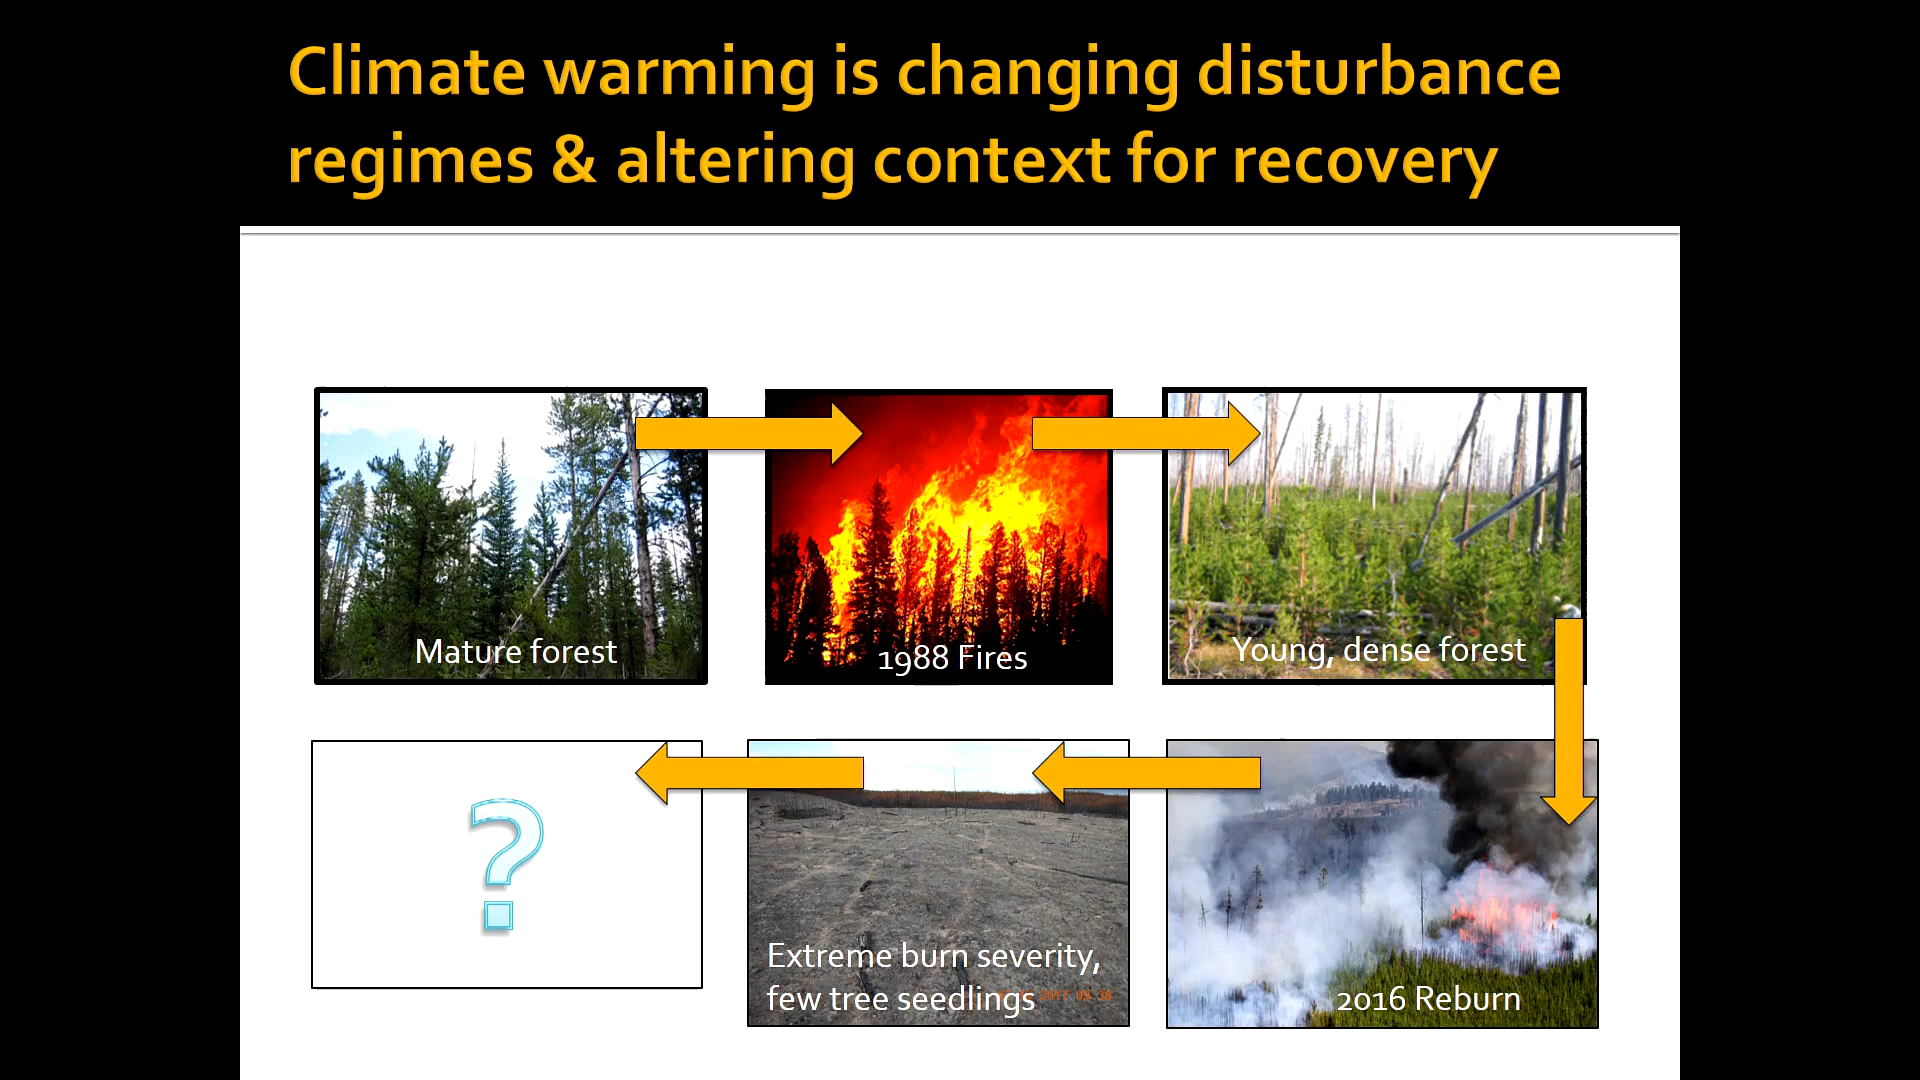 Climate warming is changing disturbance
regimes & altering context for recovery
Mature forest
1988 Fires
Young, dense forest
2016 Reburn
Extreme burn severity,
few tree seedlings
?